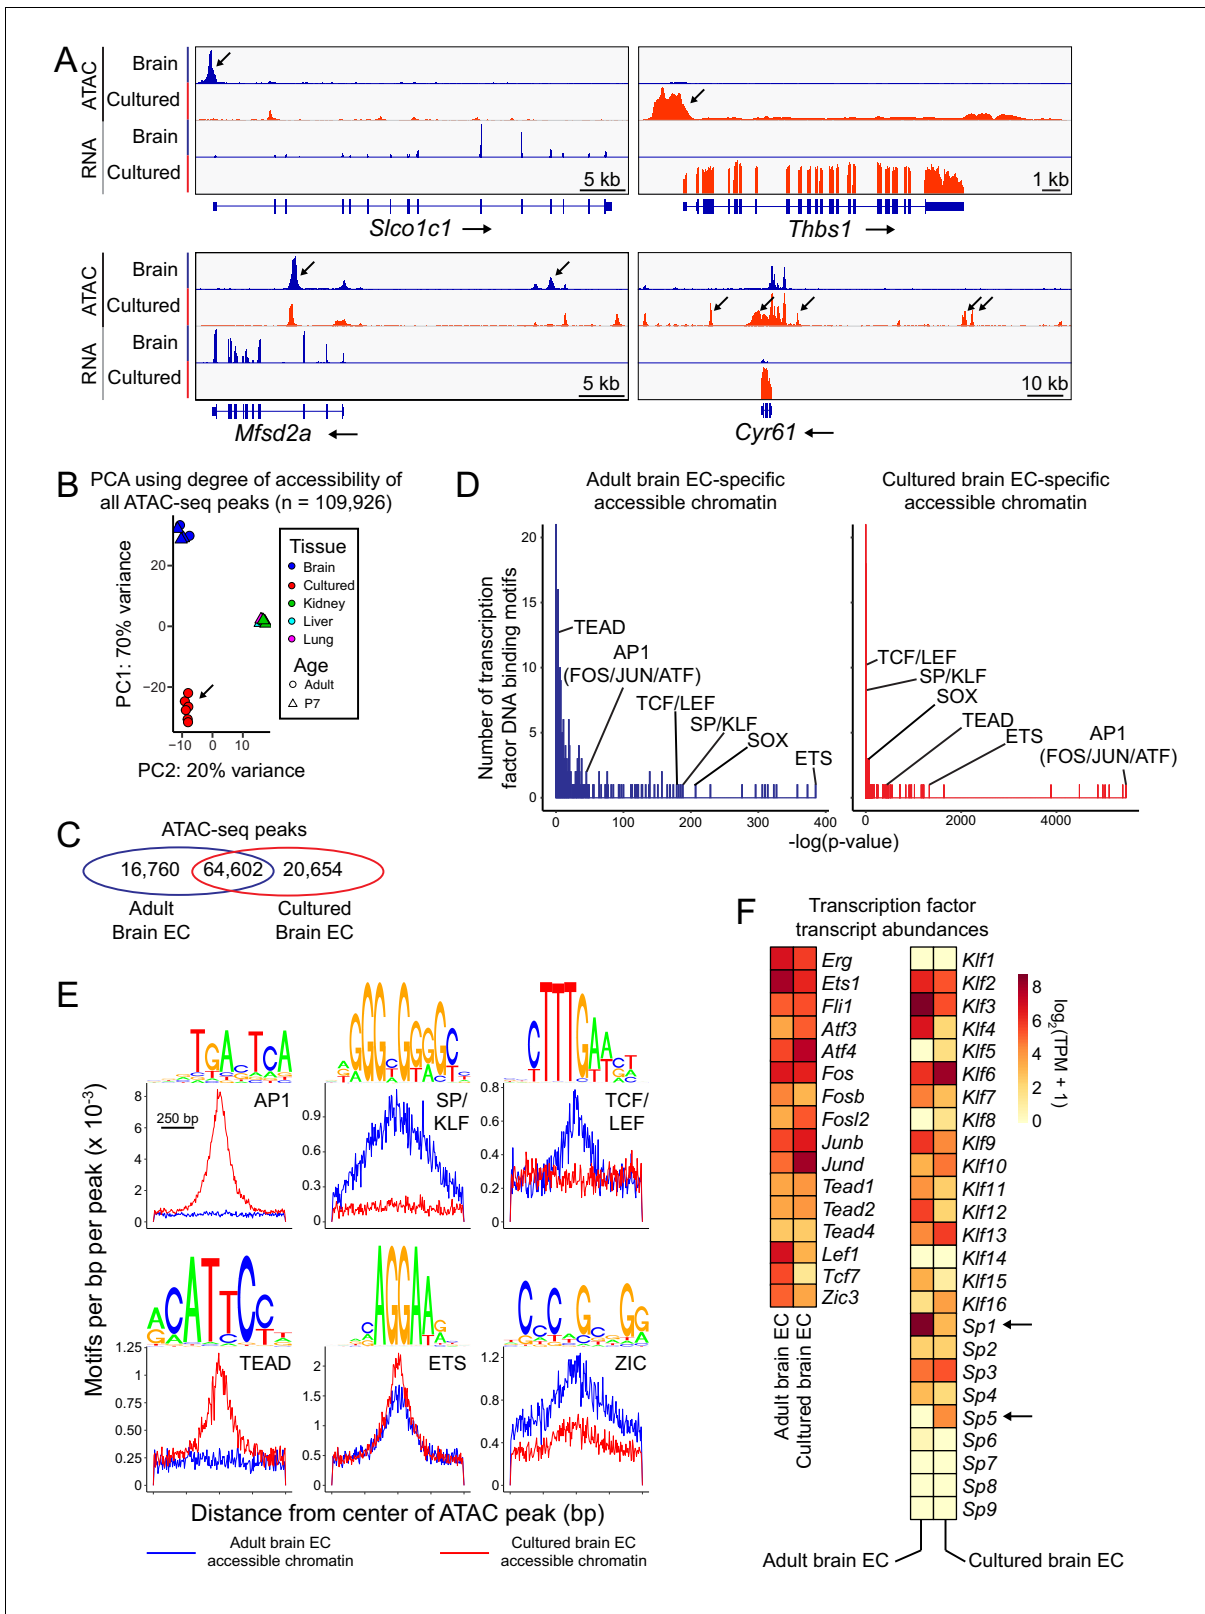 A
ATAC
RNA
Brain
Cultured
Brain
Cultured
5 kb
1 kb
Slco1c1
Thbs1
ATAC
RNA
Brain
Cultured
Brain
Cultured
5 kb
10 kb
Mfsd2a
Cyr61
B
PCA using degree of accessibility of
all ATAC-seq peaks (n = 109,926)
PC1: 70% variance
20
0
−20
−10 0 10
PC2: 20% variance
Tissue
Brain
Cultured
Kidney
Liver
Lung
Age
Adult
P7
C
ATAC-seq peaks
16,760 64,602 20,654
Adult
Brain EC
Cultured
Brain EC
D
Adult brain EC-specific
accessible chromatin
Cultured brain EC-specific
accessible chromatin
Number of transcription
factor DNA binding motifs
20
15
10
5
0
TEAD
AP1
(FOS/JUN/ATF)
TCF/LEF
SP/KLF
SOX
ETS
0 100 200 300 400
TCF/LEF
SP/KLF
SOX
TEAD
ETS
AP1
(FOS/JUN/ATF)
0 2000 4000
-log(p-value)
E
Motifs per bp per peak (x 10-3)
AP1
250 bp
8
6
4
2
0
SP/
KLF
0.9
0.6
0.3
0
TCF/
LEF
0.8
0.6
0.4
0.2
0
TEAD
1.25
1.00
0.75
0.50
0.25
0
ETS
2
1.5
1.0
0.5
0
ZIC
1.2
0.8
0.4
0
Distance from center of ATAC peak (bp)
Adult brain EC
accessible chromatin
Cultured brain EC
accessible chromatin
F
Transcription factor
transcript abundances
Erg
Ets1
Fli1
Atf3
Atf4
Fos
Fosb
Fosl2
Junb
Jund
Tead1
Tead2
Tead4
Lef1
Tcf7
Zic3
Adult brain EC
Cultured brain EC
Klf1
Klf2
Klf3
Klf4
Klf5
Klf6
Klf7
Klf8
Klf9
Klf10
Klf11
Klf12
Klf13
Klf14
Klf15
Klf16
Sp1
Sp2
Sp3
Sp4
Sp5
Sp6
Sp7
Sp8
Sp9
Adult brain EC
Cultured brain EC
8
6
4
2
0
log2(TPM + 1)